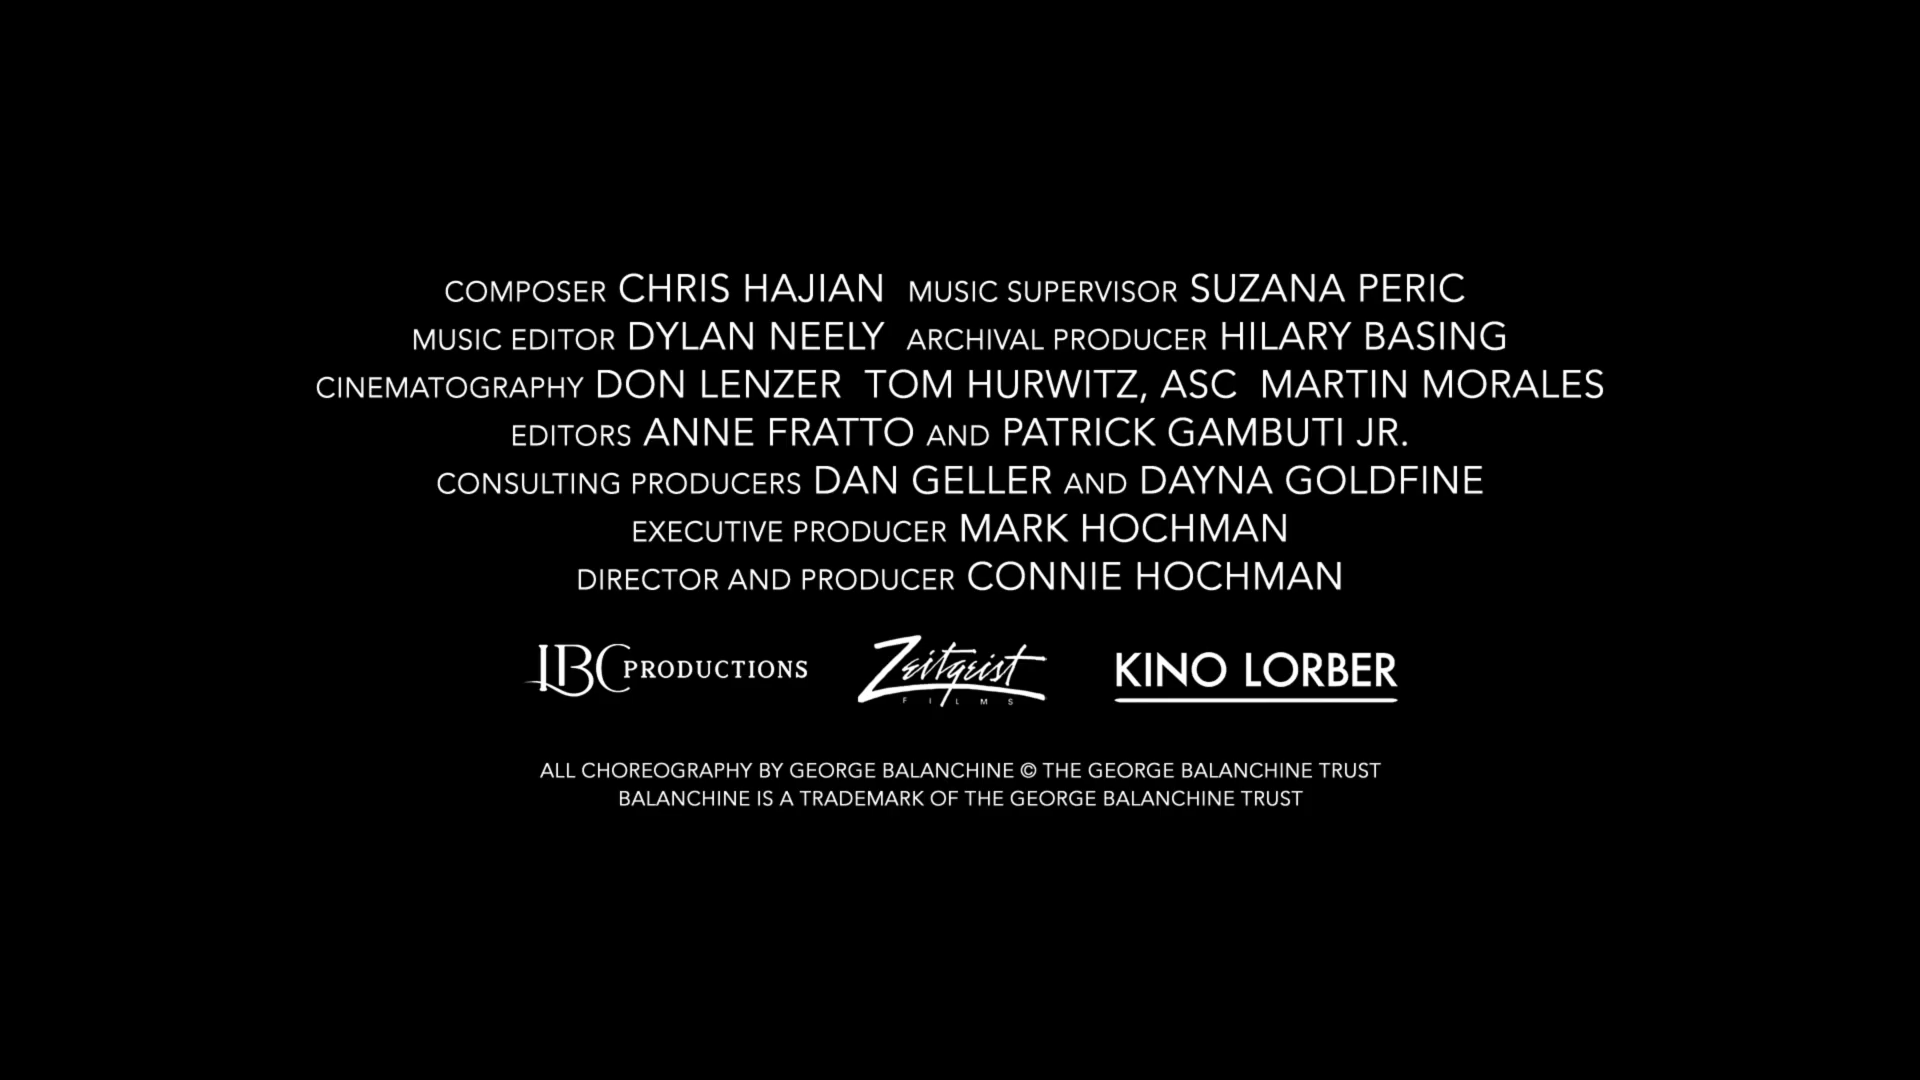 COMPOSER CHRIS HAJIAN MUSIC SUPERVISOR SUZANA PERIC
MUSIC EDITOR DYLAN NEELY ARCHIVAL PRODUCER HILARY BASING
CINEMATOGRAPHY DON LENZER TOM HURWITZ, ASC MARTIN MORALES
EDITORS ANNE FRATTO AND PATRICK GAMBUTI JR.
CONSULTING PRODUCERS DAN GELLER AND DAYNA GOLDFINE
EXECUTIVE PRODUCER MARK HOCHMAN
DIRECTOR AND PRODUCER CONNIE HOCHMAN
IBC PRODUCTIONS Zeitgeist FILMS KINO LORBER
ALL CHOREOGRAPHY BY GEORGE BALANCHINE © THE GEORGE BALANCHINE TRUST
BALANCHINE IS A TRADEMARK OF THE GEORGE BALANCHINE TRUST